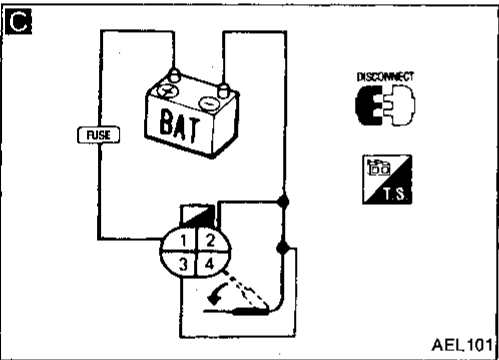 C
DISCONNECT
BAT
FUSE
T.S.
1 2
3 4
AEL101